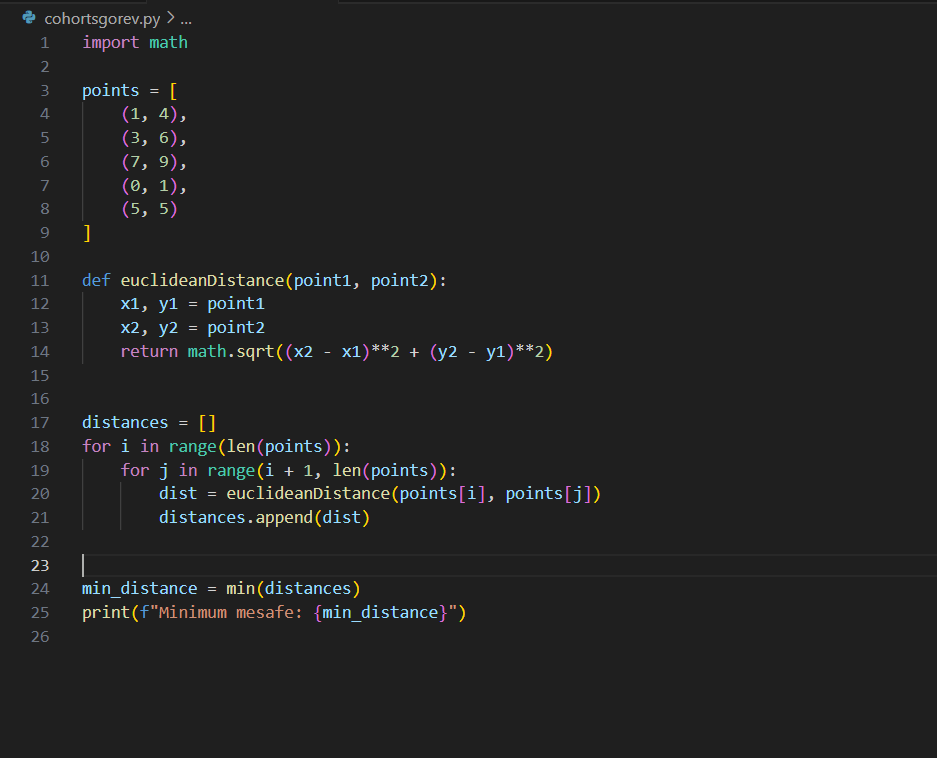 cohortsgorev.py > ...
1 import math
2
3 points = [
4     (1, 4),
5     (3, 6),
6     (7, 9),
7     (0, 1),
8     (5, 5)
9 ]
10
11 def euclideanDistance(point1, point2):
12     x1, y1 = point1
13     x2, y2 = point2
14     return math.sqrt((x2 - x1)**2 + (y2 - y1)**2)
15
16
17 distances = []
18 for i in range(len(points)):
19     for j in range(i + 1, len(points)):
20         dist = euclideanDistance(points[i], points[j])
21         distances.append(dist)
22
23
24 min_distance = min(distances)
25 print(f"Minimum mesafe: {min_distance}")
26